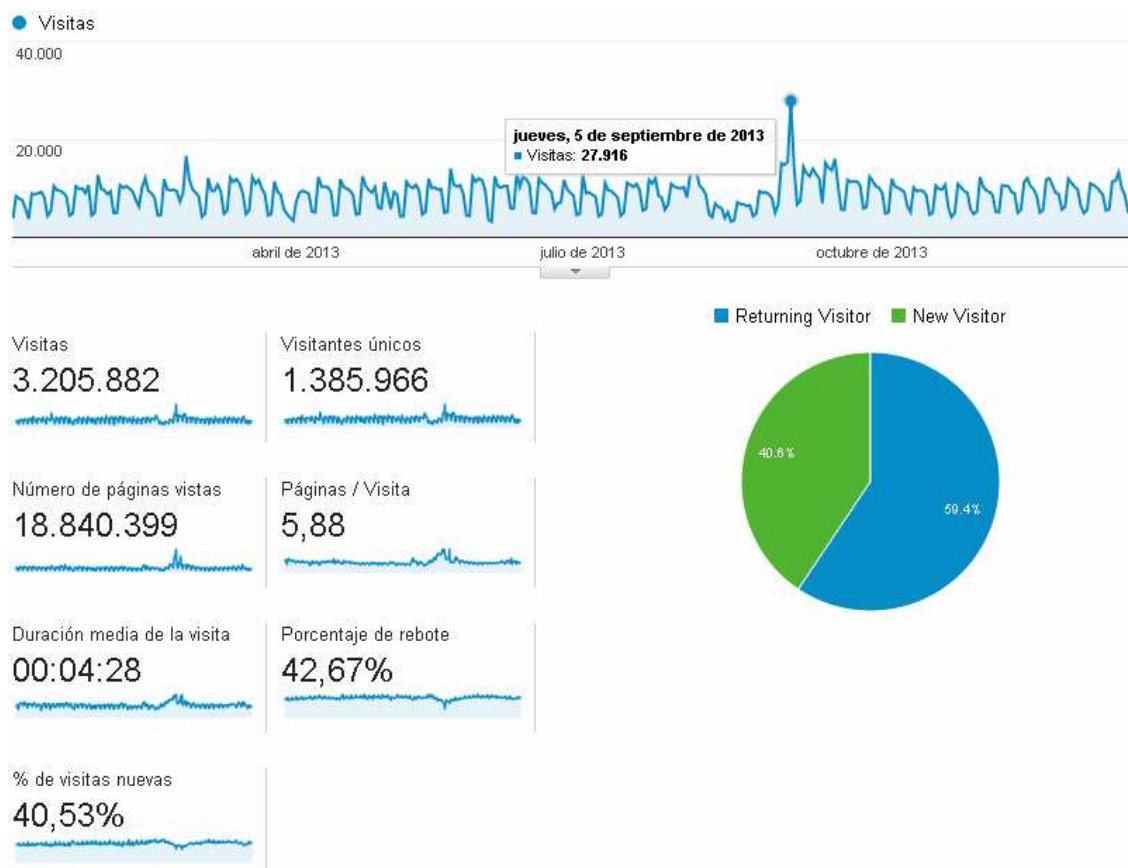 Visitas
40.000
20.000
jueves, 5 de septiembre de 2013
Visitas: 27.916
abril de 2013
julio de 2013
octubre de 2013
Returning Visitor
New Visitor
Visitas
Visitantes únicos
3.205.882
1.385.966
Número de páginas vistas
Páginas / Visita
18.840.399
5,88
40.6%
59.4%
Duración media de la visita
Porcentaje de rebote
00:04:28
42,67%
% de visitas nuevas
40,53%